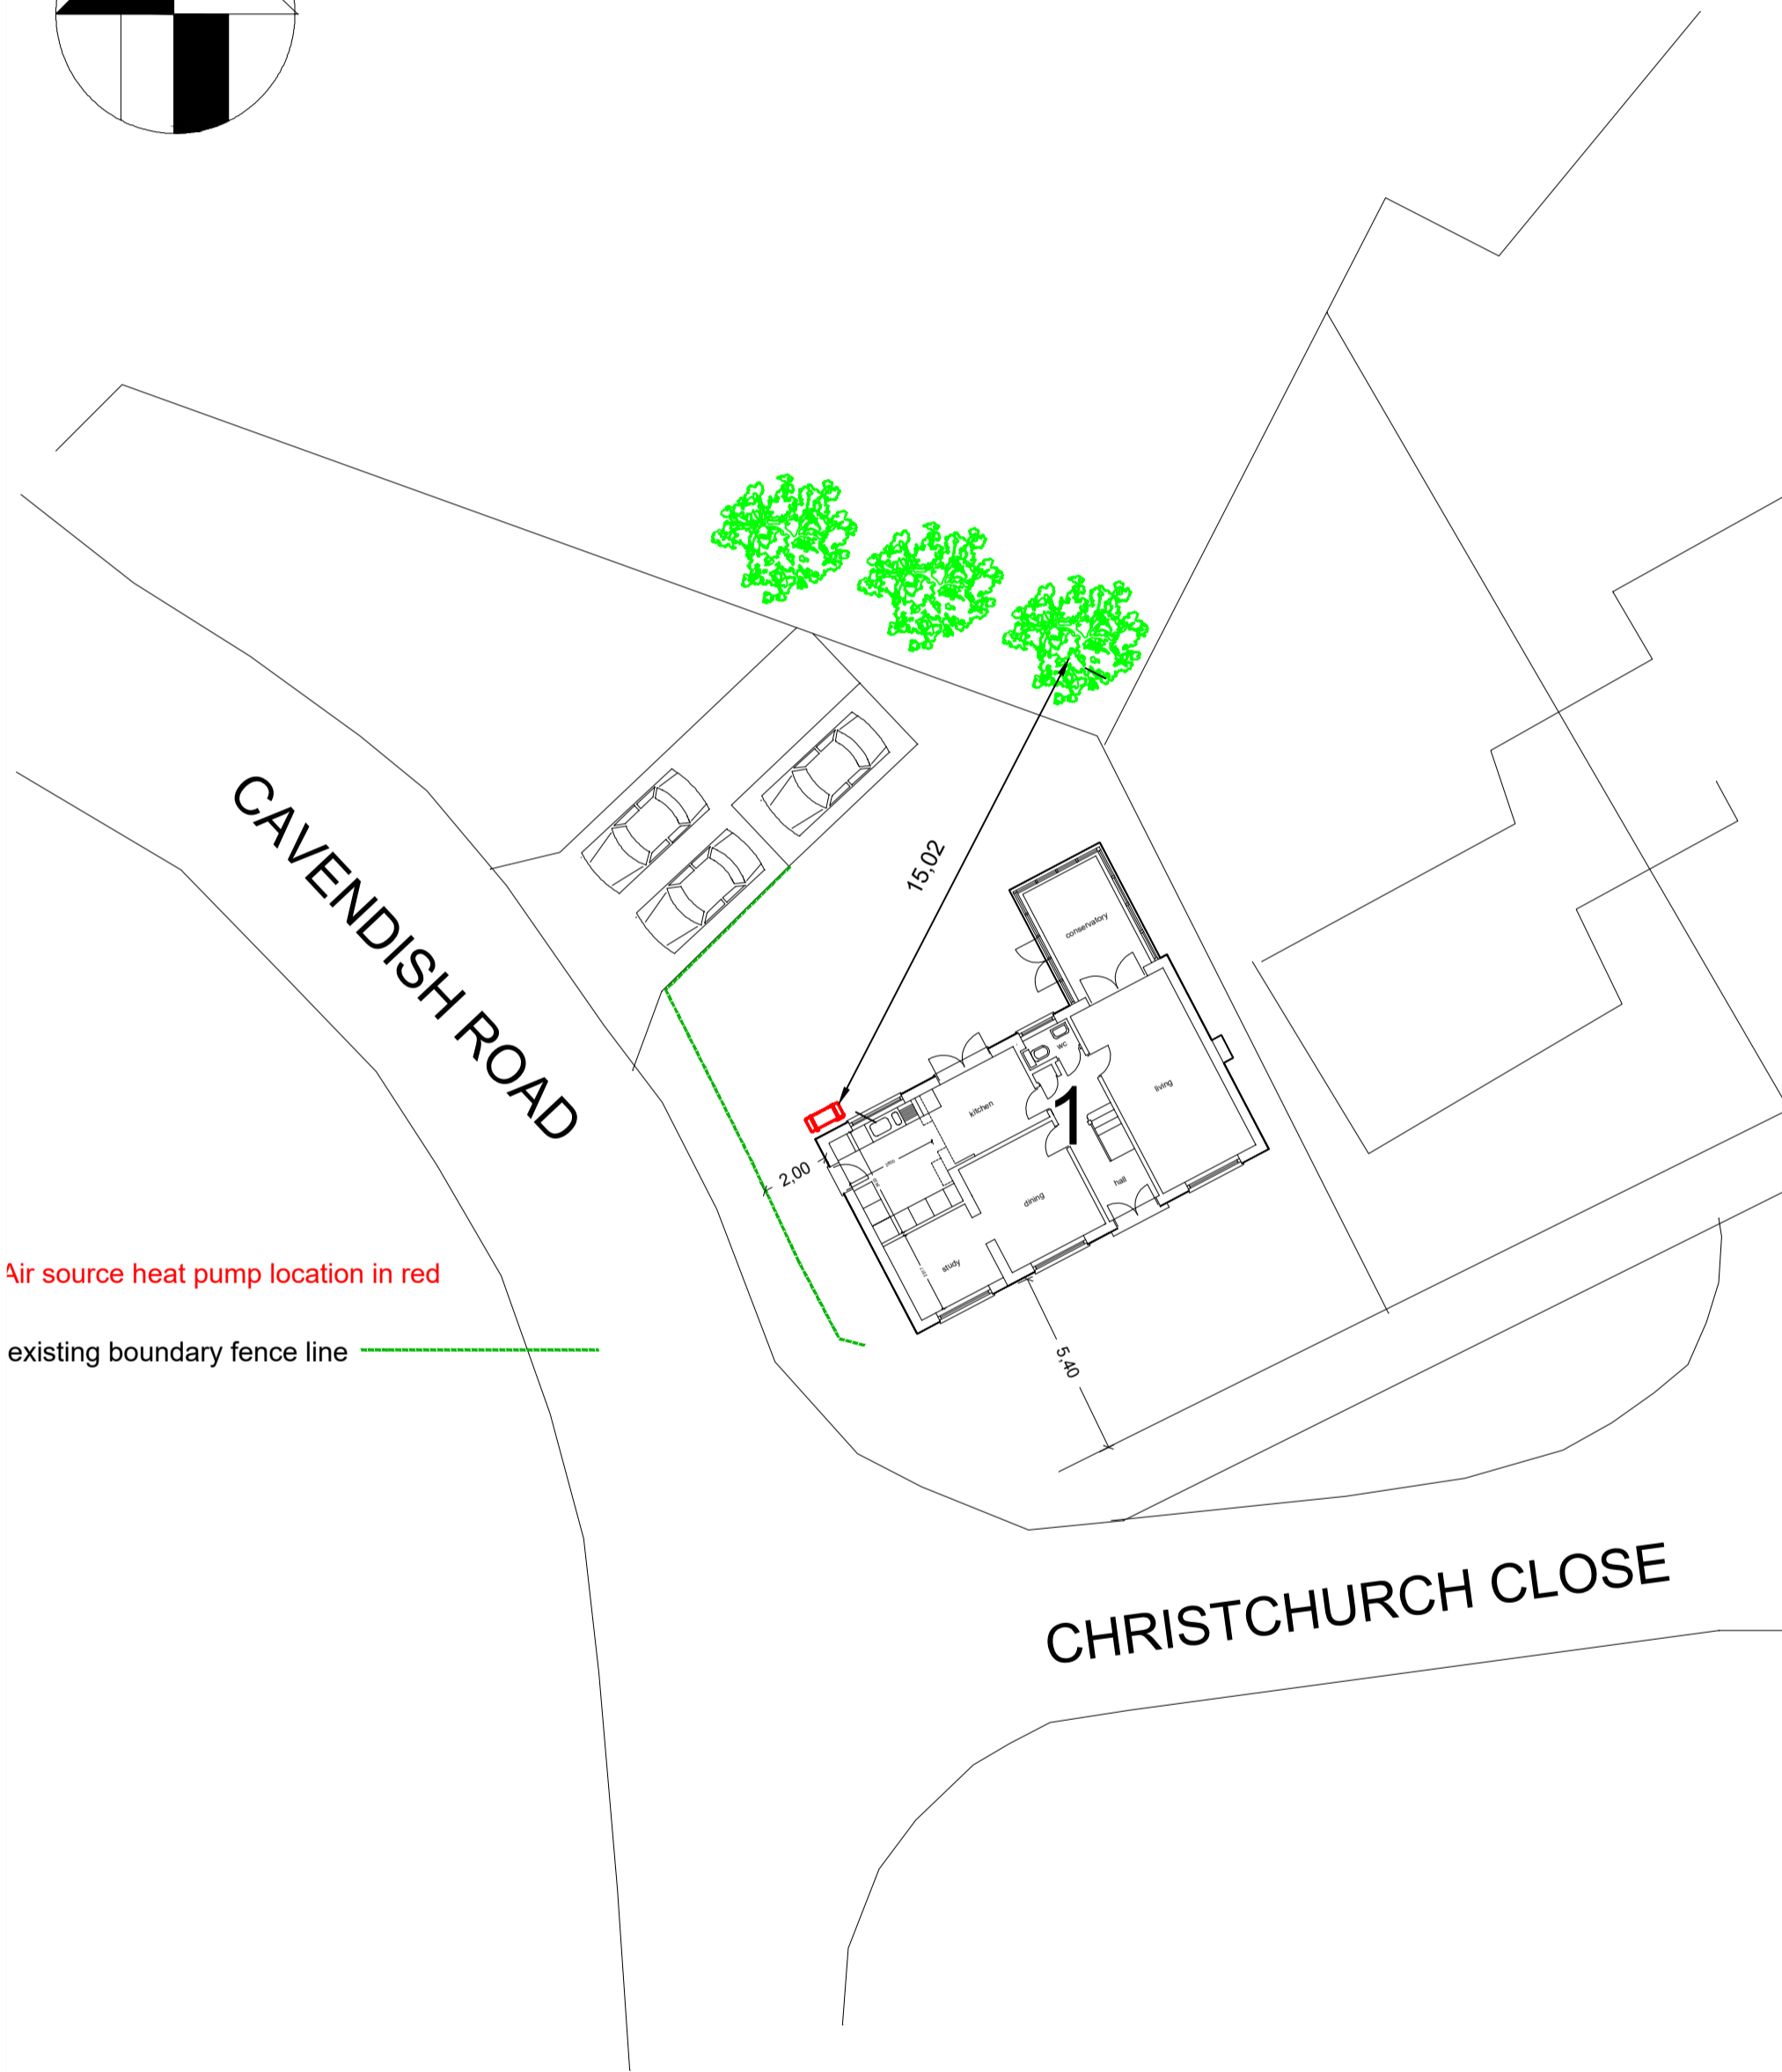 CAVENDISH ROAD
15,02
conservatory
WC
living
kitchen
1
2,00
hall
dining
study
Air source heat pump location in red
existing boundary fence line
5,40
CHRISTCHURCH CLOSE